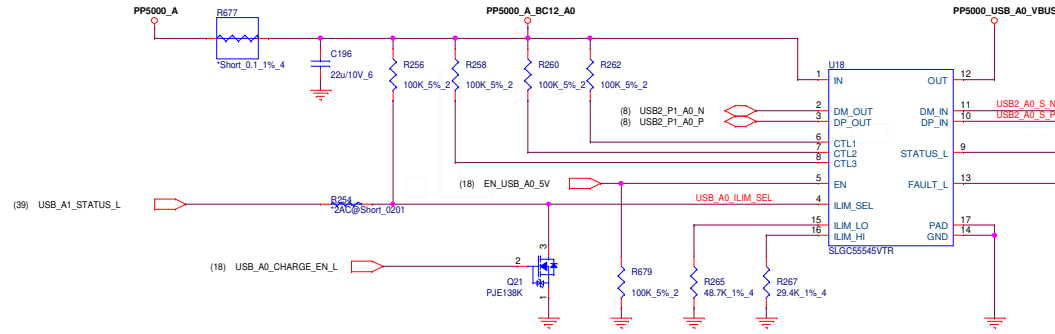 PP5000_A
PP5000_A_BC12_A0
PP5000_USB_A0_VBUS
R677
*Short_0.1_1%_4
C196
22u/10V_6
R256
100K_5%_2
R258
100K_5%_2
R260
100K_5%_2
R262
100K_5%_2
U18
1
IN
OUT
12
(8) USB2_P1_A0_N
2
DM_OUT
DM_IN
11
USB2_A0_S_N
(8) USB2_P1_A0_P
3
DP_OUT
DP_IN
10
USB2_A0_S_P
6
CTL1
7
CTL2
STATUS_L
9
8
CTL3
(18) EN_USB_A0_5V
5
EN
FAULT_L
13
(39) USB_A1_STATUS_L
R254
*2AC@Short_0201
USB_A0_ILIM_SEL
4
ILIM_SEL
15
ILIM_LO
PAD
17
16
ILIM_HI
GND
14
SLGC55545VTR
(18) USB_A0_CHARGE_EN_L
2
3
1
Q21
PJE138K
R679
100K_5%_2
R265
48.7K_1%_4
R267
29.4K_1%_4